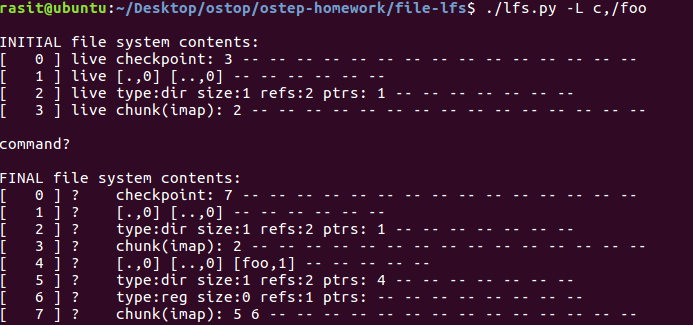 rasit@ubuntu:~/Desktop/ostop/ostep-homework/file-lfs$ ./lfs.py -L c,/foo
INITIAL file system contents:
[   0 ] live checkpoint: 3 -- -- -- -- -- -- -- -- -- -- -- -- -- -- --
[   1 ] live [.,0] [..,0] -- -- -- -- -- --
[   2 ] live type:dir size:1 refs:2 ptrs: 1 -- -- -- -- -- -- --
[   3 ] live chunk(imap): 2 -- -- -- -- -- -- -- -- -- -- -- -- -- -- --
command?
FINAL file system contents:
[   0 ] ?    checkpoint: 7 -- -- -- -- -- -- -- -- -- -- -- -- -- -- --
[   1 ] ?    [.,0] [..,0] -- -- -- -- -- --
[   2 ] ?    type:dir size:1 refs:2 ptrs: 1 -- -- -- -- -- -- --
[   3 ] ?    chunk(imap): 2 -- -- -- -- -- -- -- -- -- -- -- -- -- -- --
[   4 ] ?    [.,0] [..,0] [foo,1] -- -- -- -- --
[   5 ] ?    type:dir size:1 refs:2 ptrs: 4 -- -- -- -- -- -- --
[   6 ] ?    type:reg size:0 refs:1 ptrs: -- -- -- -- -- -- -- --
[   7 ] ?    chunk(imap): 5 6 -- -- -- -- -- -- -- -- -- -- -- -- -- --